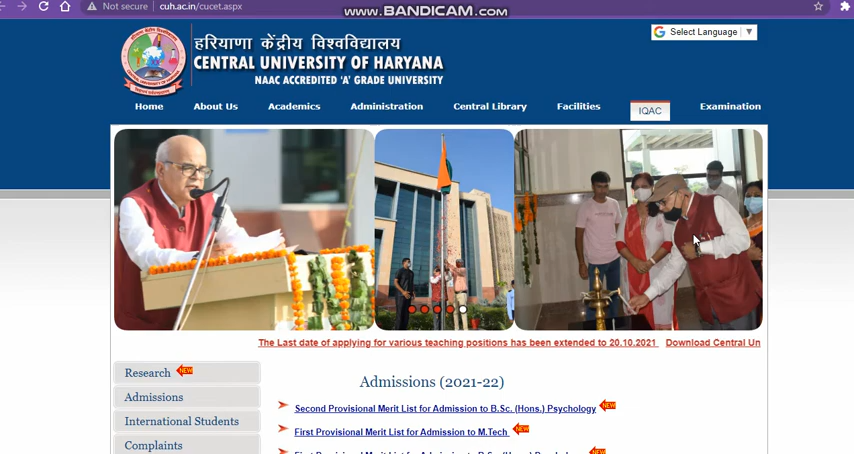 Not secure | cuh.ac.in/cucet.aspx
www.BANDICAM.com
हरियाणा केंद्रीय विश्वविद्यालय
CENTRAL UNIVERSITY OF HARYANA
NAAC ACCREDITED 'A' GRADE UNIVERSITY
G Select Language ▼
Home About Us Academics Administration Central Library Facilities IQAC Examination
The Last date of applying for various teaching positions has been extended to 20.10.2021 Download Central Un
Research NEW
Admissions
International Students
Complaints
Admissions (2021-22)
Second Provisional Merit List for Admission to B.Sc. (Hons.) Psychology NEW
First Provisional Merit List for Admission to M.Tech NEW